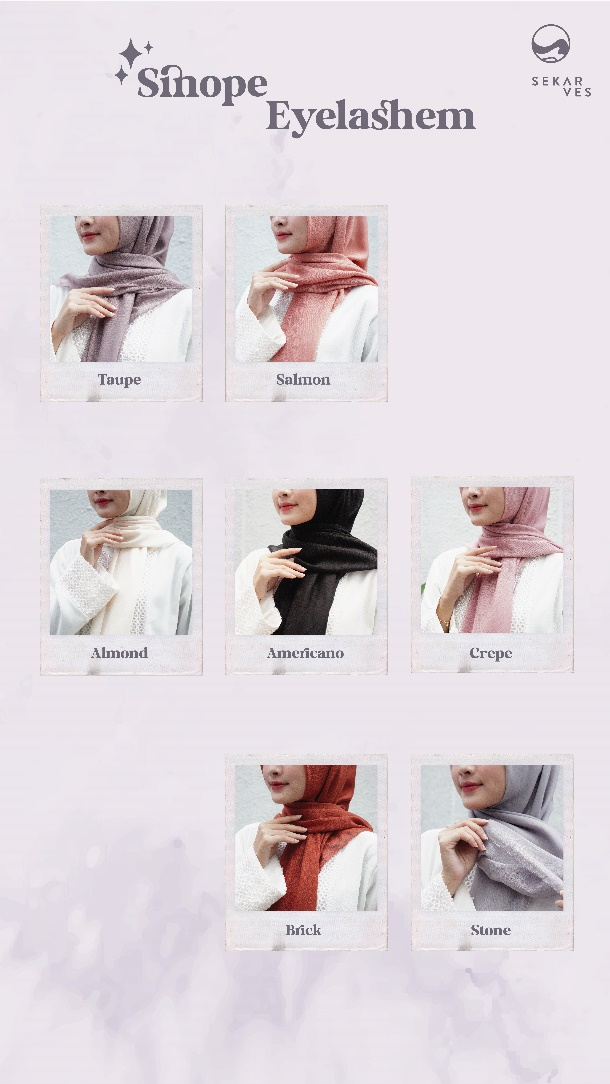 Sinope
Eyelashem
SEKAR
VES
Taupe
Salmon
Almond
Americano
Crepe
Brick
Stone